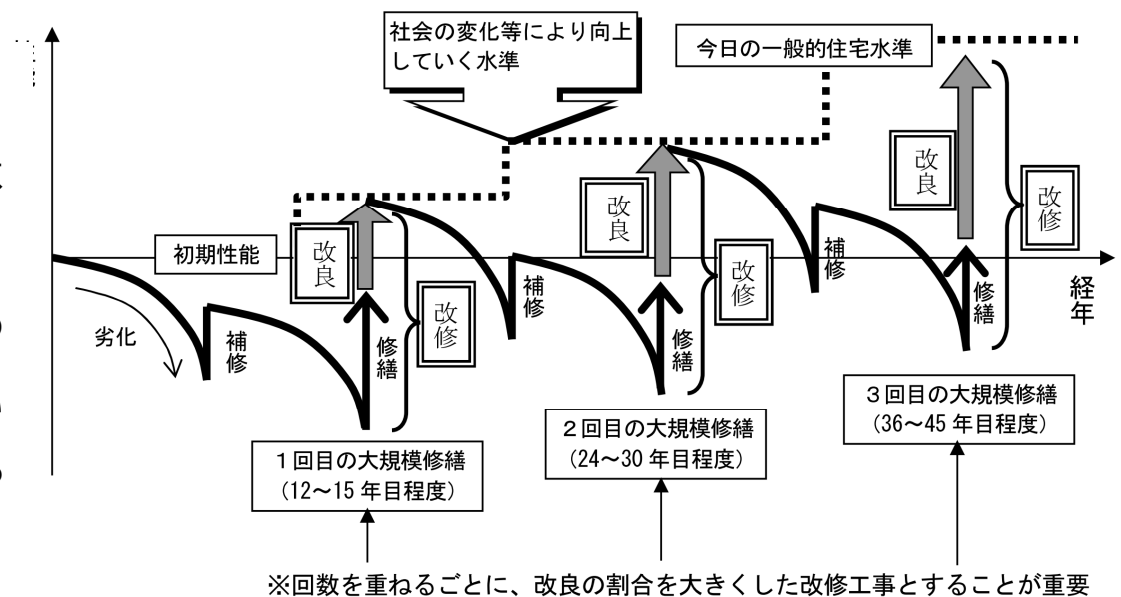 社会の変化等により向上
していく水準
今日の一般的住宅水準
改良
改修
改良
改修
改良
改修
初期性能
劣化
補修
修繕
補修
修繕
補修
修繕
経年
1回目の大規模修繕
(12～15 年目程度)
2回目の大規模修繕
(24～30 年目程度)
3回目の大規模修繕
(36～45 年目程度)
※回数を重ねるごとに、改良の割合を大きくした改修工事とすることが重要